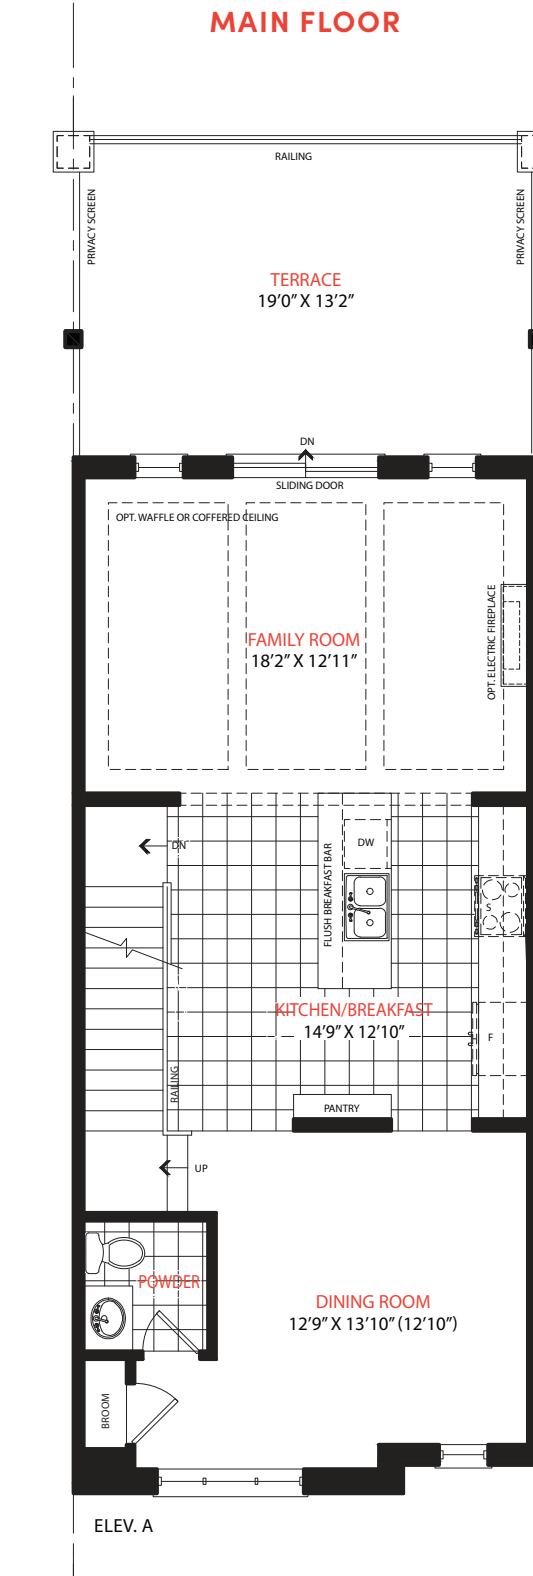 MAIN FLOOR
RAILING
PRIVACY SCREEN
PRIVACY SCREEN
TERRACE
19’0” X 13’2”
DN
SLIDING DOOR
OPT. WAFFLE OR COFFERED CEILING
OPT. ELECTRIC FIREPLACE
FAMILY ROOM
18’2” X 12’11”
DN
DW
FLUSH BREAKFAST BAR
S
KITCHEN/BREAKFAST
14’9” X 12’10”
F
RAILING
PANTRY
UP
POWDER
DINING ROOM
12’9” X 13’10” (12’10”)
BROOM
ELEV. A